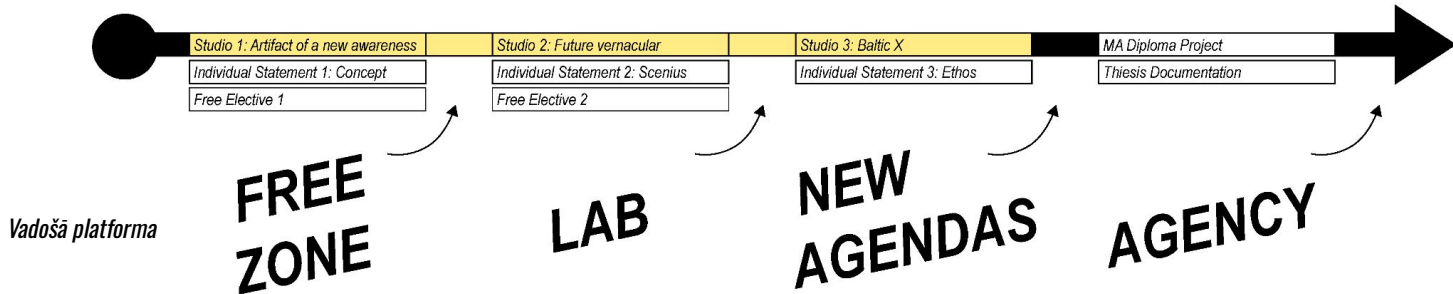 Studio 1: Artifact of a new awareness
Individual Statement 1: Concept
Free Elective 1
Studio 2: Future vernacular
Individual Statement 2: Scenius
Free Elective 2
Studio 3: Baltic X
Individual Statement 3: Ethos
MA Diploma Project
Thiesis Documentation
Vadošā platforma
FREE
ZONE
LAB
NEW
AGENDAS
AGENCY